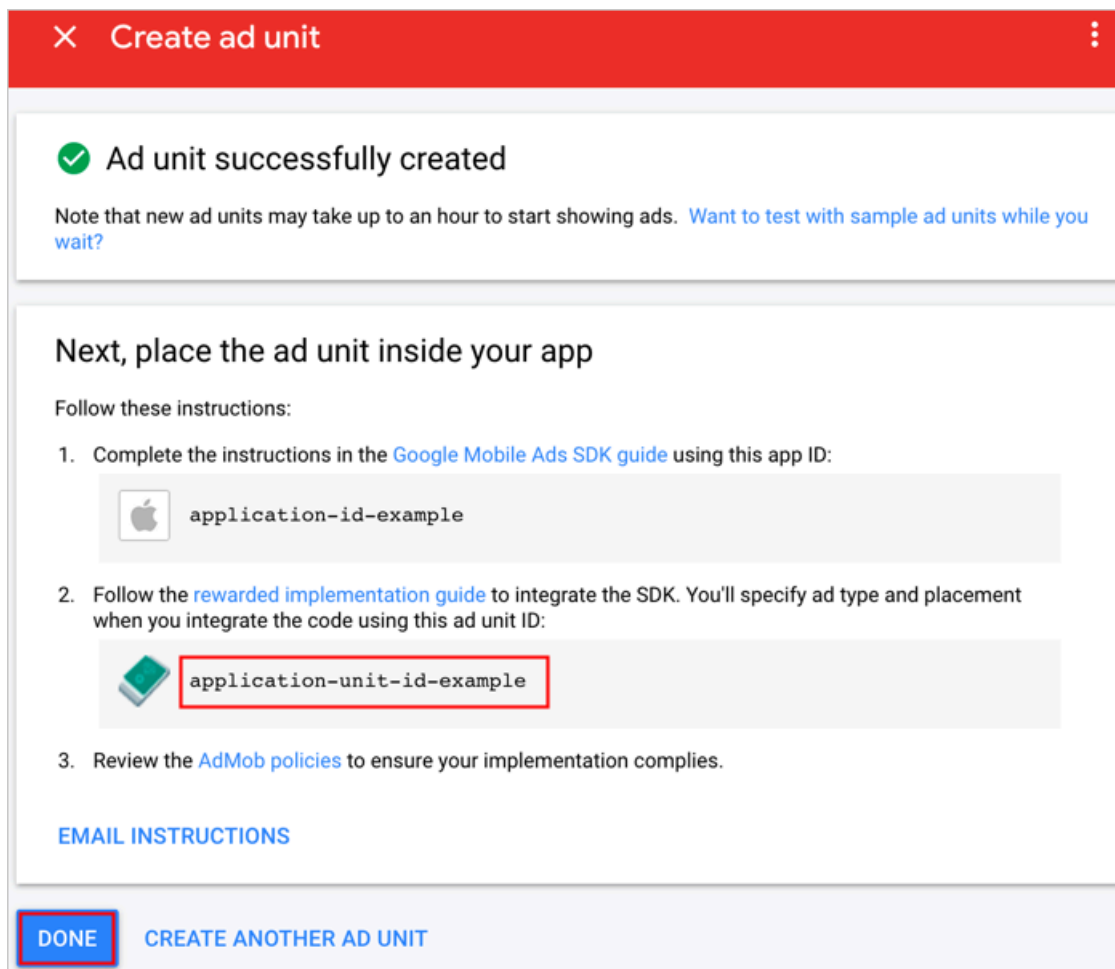 Create ad unit
Ad unit successfully created
Note that new ad units may take up to an hour to start showing ads. Want to test with sample ad units while you
wait?
Next, place the ad unit inside your app
Follow these instructions:
1. Complete the instructions in the Google Mobile Ads SDK guide using this app ID:
application-id-example
2. Follow the rewarded implementation guide to integrate the SDK. You'll specify ad type and placement
when you integrate the code using this ad unit ID:
application-unit-id-example
3. Review the AdMob policies to ensure your implementation complies.
EMAIL INSTRUCTIONS
DONE CREATE ANOTHER AD UNIT